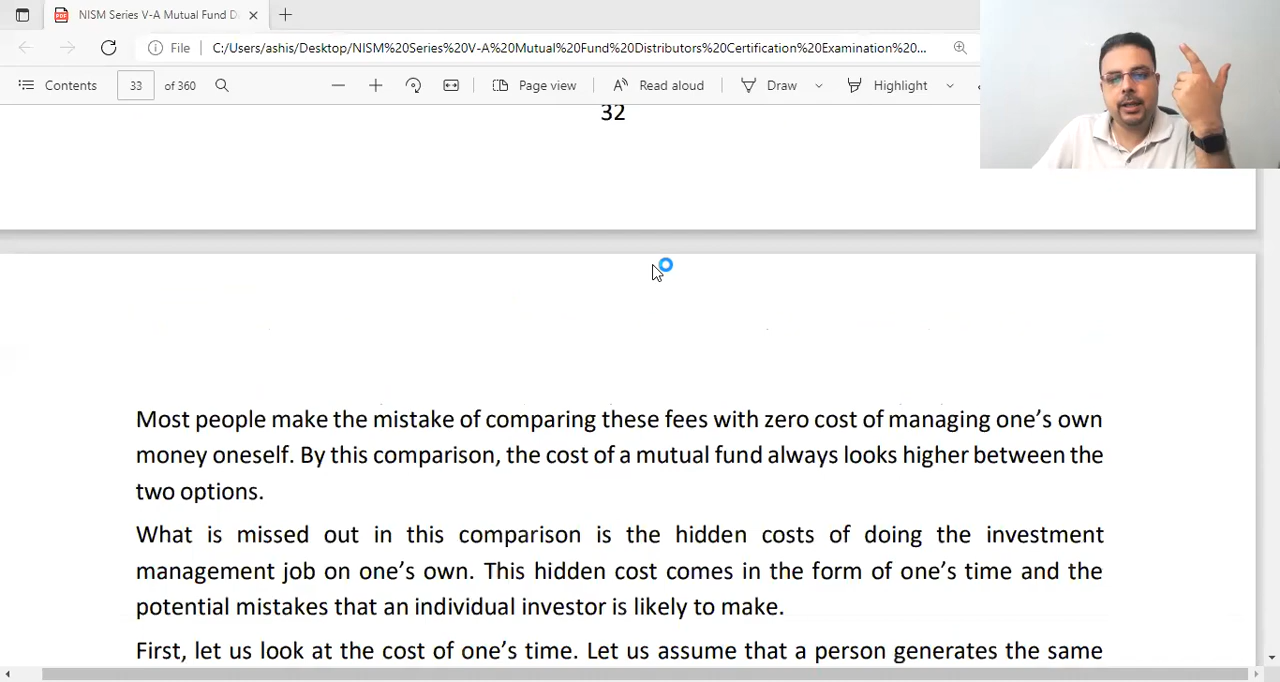 NISM Series V-A Mutual Fund D
File C:/Users/ashis/Desktop/NISM%20Series%20V-A%20Mutual%20Fund%20Distributors%20Certification%20Examination%20...
Contents 33 of 360 Page view Read aloud Draw Highlight
32
Most people make the mistake of comparing these fees with zero cost of managing one’s own
money oneself. By this comparison, the cost of a mutual fund always looks higher between the
two options.
What is missed out in this comparison is the hidden costs of doing the investment
management job on one’s own. This hidden cost comes in the form of one’s time and the
potential mistakes that an individual investor is likely to make.
First, let us look at the cost of one’s time. Let us assume that a person generates the same